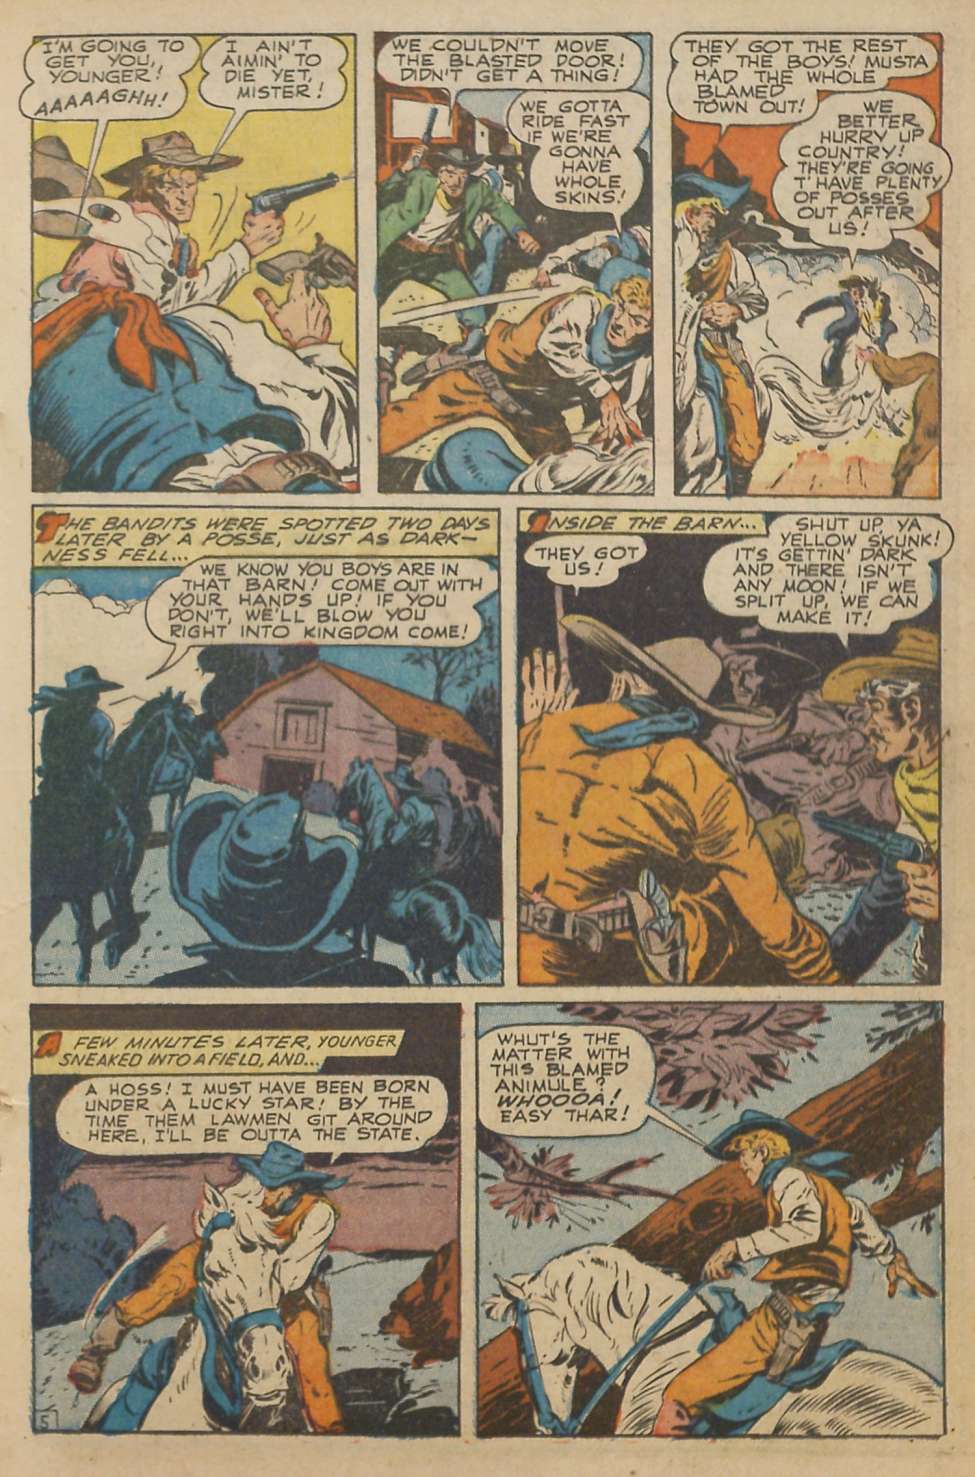 I'M GOING TO
GET YOU,
YOUNGER!
AAAAAGHH!
I AIN'T
AIMIN' TO
DIE YET,
MISTER!
WE COULDN'T MOVE
THE BLASTED DOOR!
DIDN'T GET A THING!
WE GOTTA
RIDE FAST
IF WE'RE
GONNA
HAVE
WHOLE
SKINS!
THEY GOT THE REST
OF THE BOYS! MUSTA
HAD THE WHOLE
BLAMED
TOWN OUT!
WE
BETTER
HURRY UP
COUNTRY!
THEY'RE GOING
T'HAVE PLENTY
OF POSSES
OUT AFTER
US!
THE BANDITS WERE SPOTTED TWO DAYS
LATER BY A POSSE, JUST AS DARK-
NESS FELL...
WE KNOW YOU BOYS ARE IN
THAT BARN! COME OUT WITH
YOUR HANDS UP! IF YOU
DON'T, WE'LL BLOW YOU
RIGHT INTO KINGDOM COME!
INSIDE THE BARN...
THEY GOT
US!
SHUT UP, YA
YELLOW SKUNK!
IT'S GETTIN' DARK
AND THERE ISN'T
ANY MOON! IF WE
SPLIT UP, WE CAN
MAKE IT!
A FEW MINUTES LATER, YOUNGER
SNEAKED INTO A FIELD, AND...
A HOSS! I MUST HAVE BEEN BORN
UNDER A LUCKY STAR! BY THE
TIME THEM LAWMEN GIT AROUND
HERE, I'LL BE OUTTA THE STATE.
5
WHUT'S THE
MATTER WITH
THIS BLAMED
ANIMULE?
WHOOOA!
EASY THAR!